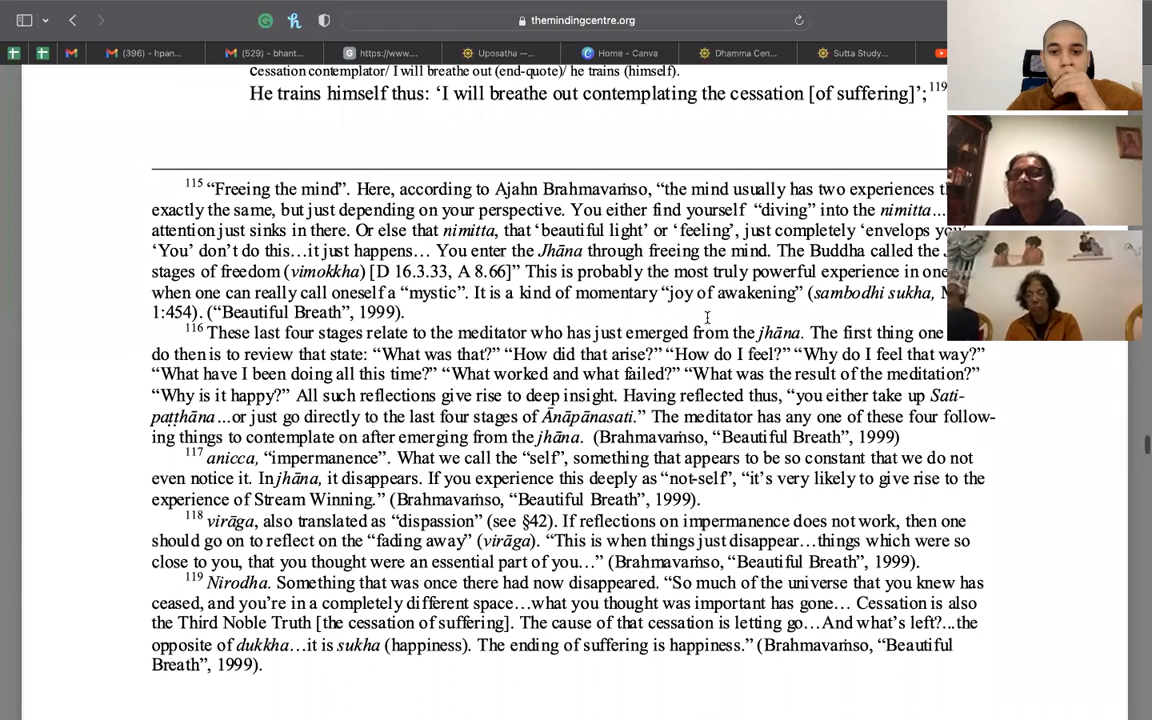 themindingcentre.org
(396) - hpan...
(529) - bhant...
https://www....
Uposatha —...
Home - Canva
Dhamma Cen...
Sutta Study...
Cessation contemplator/ I will breathe out (end-quote)/ he trains (himself).
He trains himself thus: ‘I will breathe out contemplating the cessation [of suffering]’;119
115 “Freeing the mind”. Here, according to Ajahn Brahmavaṁso, “the mind usually has two experiences
exactly the same, but just depending on your perspective. You either find yourself “diving” into the nimitta…
attention just sinks in there. Or else that nimitta, that ‘beautiful light’ or ‘feeling’, just completely ‘envelops
‘You’ don’t do this…it just happens… You enter the Jhāna through freeing the mind. The Buddha called the
stages of freedom (vimokkha) [D 16.3.33, A 8.66]” This is probably the most truly powerful experience in one
when one can really call oneself a “mystic”. It is a kind of momentary “joy of awakening” (sambodhi sukha,
1:454). (“Beautiful Breath”, 1999).
116 These last four stages relate to the meditator who has just emerged from the jhāna. The first thing one
do then is to review that state: “What was that?” “How did that arise?” “How do I feel?” “Why do I feel that way?”
“What have I been doing all this time?” “What worked and what failed?” “What was the result of the meditation?”
“Why is it happy?” All such reflections give rise to deep insight. Having reflected thus, “you either take up Sati-
paṭṭhāna…or just go directly to the last four stages of Ānāpānasati.” The meditator has any one of these four follow-
ing things to contemplate on after emerging from the jhāna. (Brahmavaṁso, “Beautiful Breath”, 1999)
117 anicca, “impermanence”. What we call the “self”, something that appears to be so constant that we do not
even notice it. In jhāna, it disappears. If you experience this deeply as “not-self”, “it’s very likely to give rise to the
experience of Stream Winning.” (Brahmavaṁso, “Beautiful Breath”, 1999).
118 virāga, also translated as “dispassion” (see §42). If reflections on impermanence does not work, then one
should go on to reflect on the “fading away” (virāga). “This is when things just disappear…things which were so
close to you, that you thought were an essential part of you…” (Brahmavaṁso, “Beautiful Breath”, 1999).
119 Nirodha. Something that was once there had now disappeared. “So much of the universe that you knew has
ceased, and you’re in a completely different space…what you thought was important has gone… Cessation is also
the Third Noble Truth [the cessation of suffering]. The cause of that cessation is letting go…And what’s left?...the
opposite of dukkha…it is sukha (happiness). The ending of suffering is happiness.” (Brahmavaṁso, “Beautiful
Breath”, 1999).